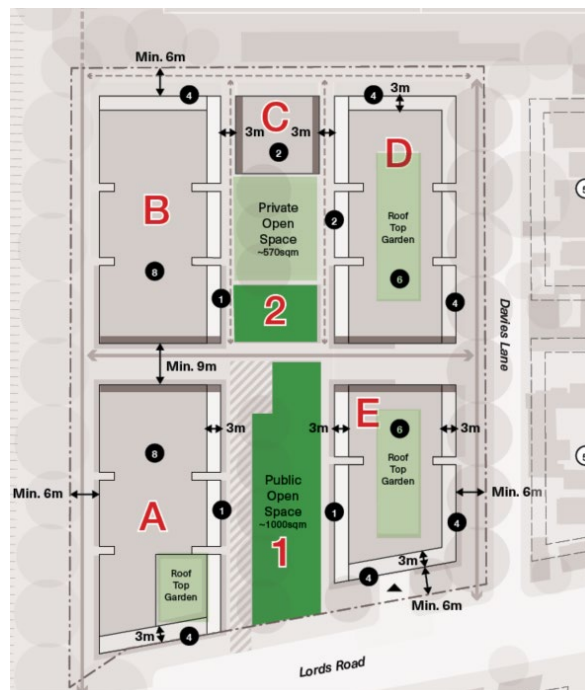 Min. 6m
4
4
3m
C
3m
3m
2
D
B
Private
Open
Space
~570sqm
2
Roof
Top
Garden
8
6
1
2
4
Davies Lane
Min. 9m
E
3m
3m
3m
8
6
Roof
Top
Garden
Min. 6m
A
Public
Open
Space
~1000sqm
1
1
1
4
Min. 6m
Roof
Top
Garden
3m
4
3m
4
Min. 6m
Lords Road